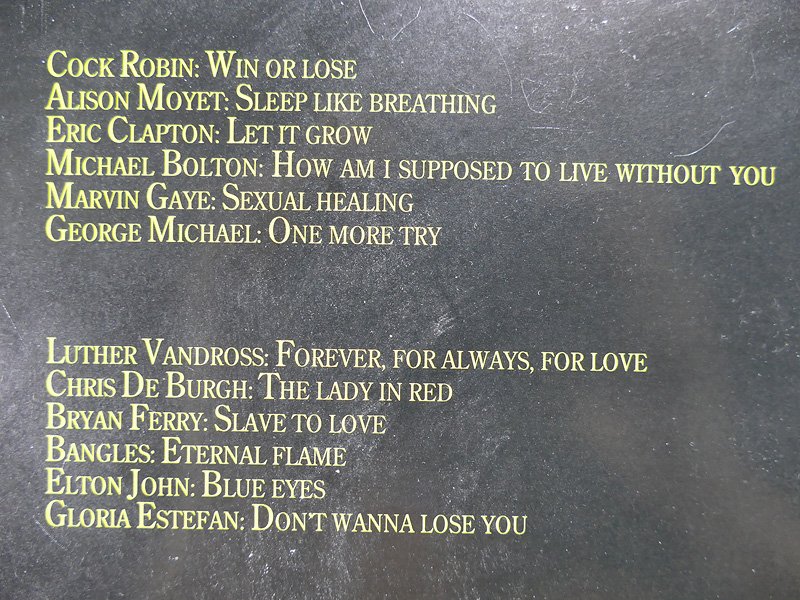 Cock Robin: Win or lose
Alison Moyet: Sleep like breathing
Eric Clapton: Let it grow
Michael Bolton: How am I supposed to live without you
Marvin Gaye: Sexual healing
George Michael: One more try
Luther Vandross: Forever, for always, for love
Chris De Burgh: The lady in red
Bryan Ferry: Slave to love
Bangles: Eternal flame
Elton John: Blue eyes
Gloria Estefan: Don't wanna lose you